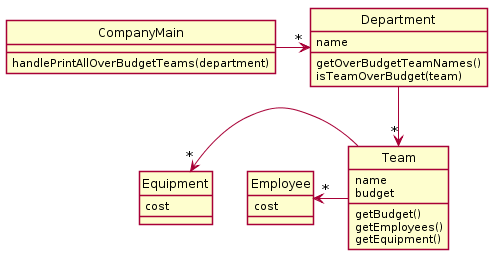 CompanyMain
handlePrintAllOverBudgetTeams(department)
*
Department
name
getOverBudgetTeamNames()
isTeamOverBudget(team)
*
*
Equipment
cost
Employee
cost
*
Team
name
budget
getBudget()
getEmployees()
getEquipment()